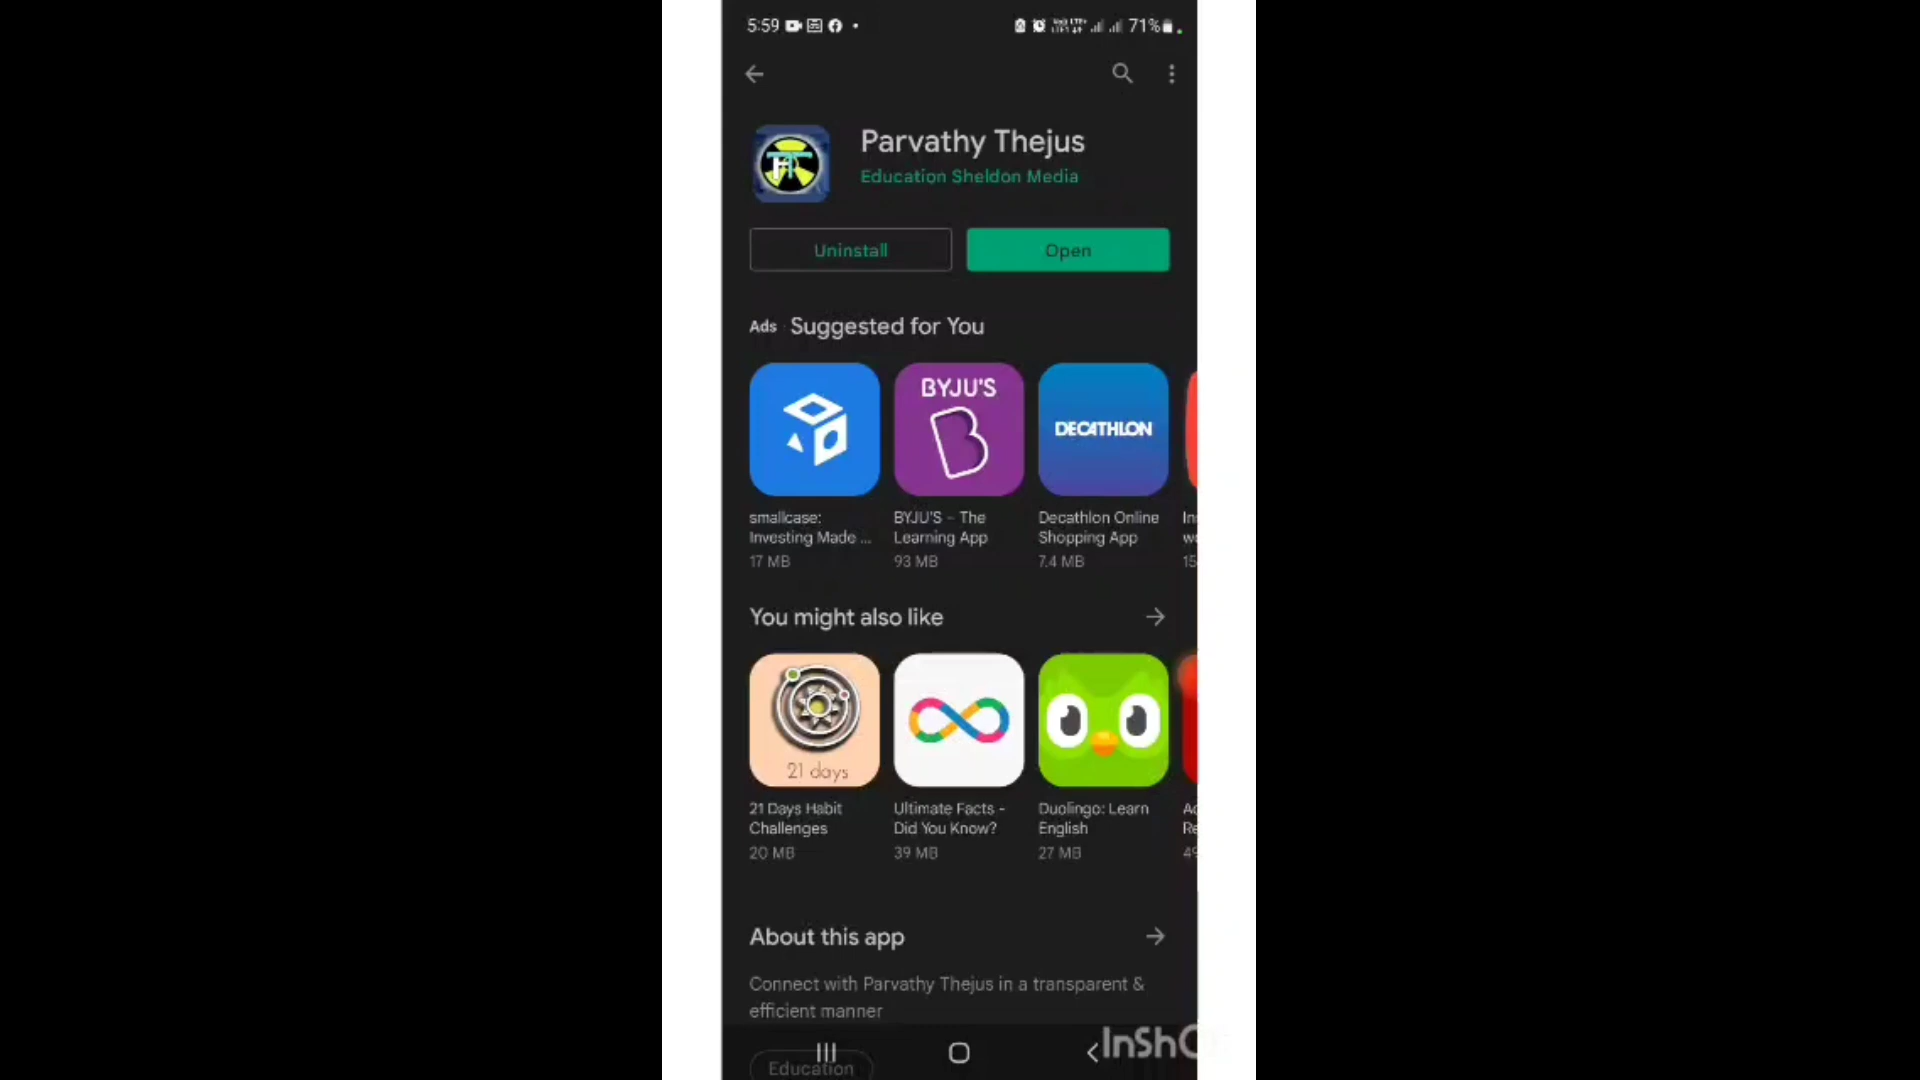 5:59
71%
Parvathy Thejus
Education Sheldon Media
Uninstall
Open
Ads Suggested for You
BYJU'S
DECATHLON
smallcase:
Investing Made ...
17 MB
BYJU'S – The
Learning App
93 MB
Decathlon Online
Shopping App
7.4 MB
You might also like
21 days
21 Days Habit
Challenges
20 MB
Ultimate Facts -
Did You Know?
39 MB
Duolingo: Learn
English
27 MB
About this app
Connect with Parvathy Thejus in a transparent &
efficient manner
Education
InSh